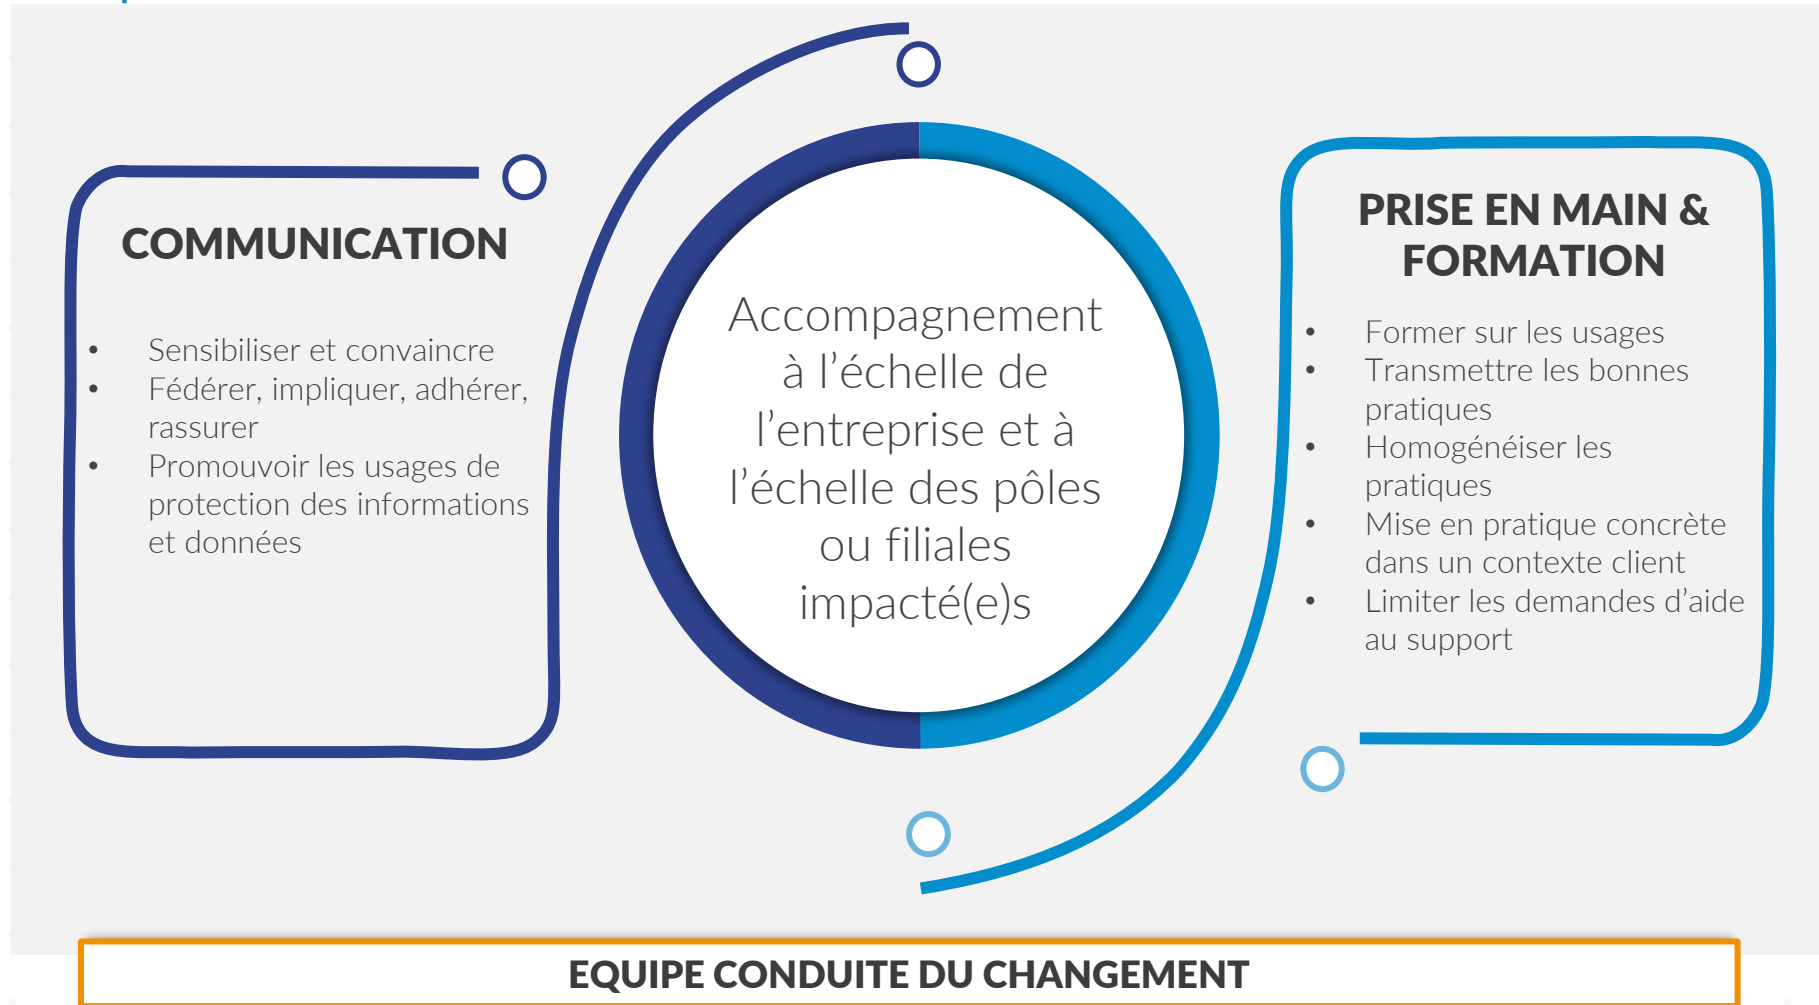 COMMUNICATION
• Sensibiliser et convaincre
• Fédérer, impliquer, adhérer,
rassurer
• Promouvoir les usages de
protection des informations
et données
Accompagnement
à l’échelle de
l’entreprise et à
l’échelle des pôles
ou filiales
impacté(e)s
PRISE EN MAIN &
FORMATION
• Former sur les usages
• Transmettre les bonnes
pratiques
• Homogénéiser les
pratiques
• Mise en pratique concrète
dans un contexte client
• Limiter les demandes d’aide
au support
EQUIPE CONDUITE DU CHANGEMENT